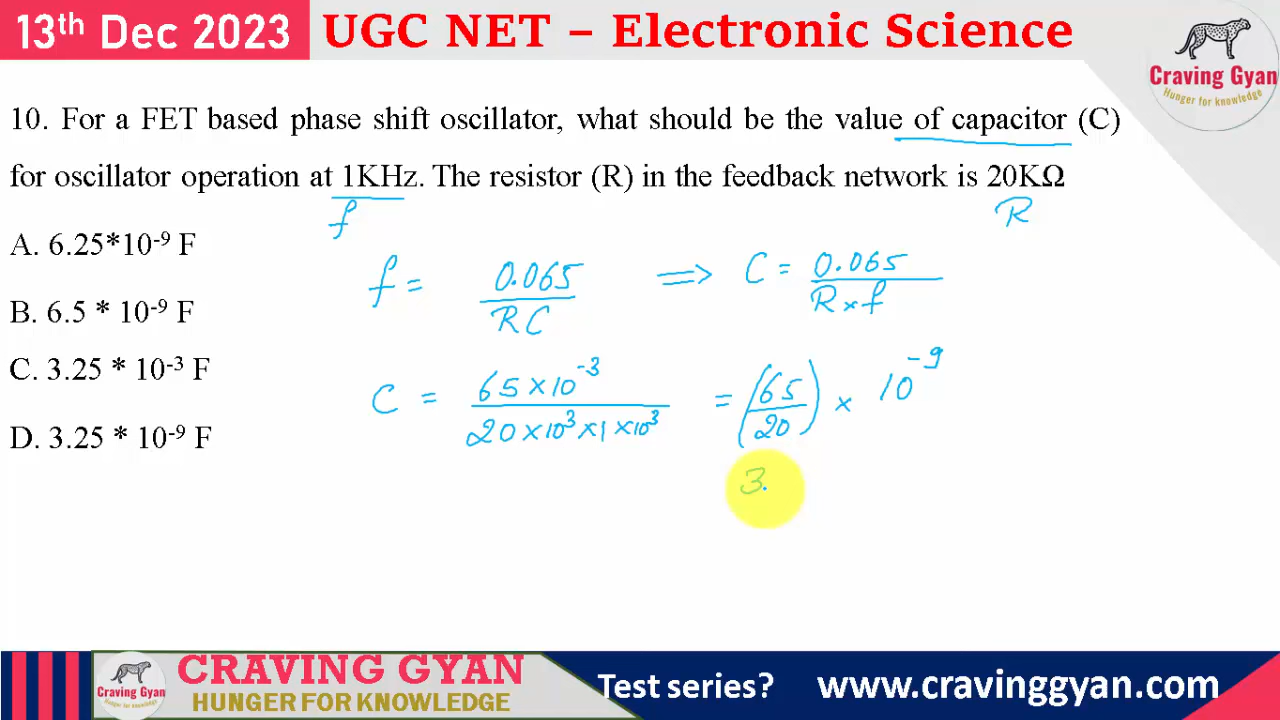 13th Dec 2023 UGC NET – Electronic Science
Craving Gyan
Hunger for knowledge
10. For a FET based phase shift oscillator, what should be the value of capacitor (C)
for oscillator operation at 1KHz. The resistor (R) in the feedback network is 20KΩ
f R
A. 6.25*10-9 F
f = 0.065 / RC ⟹ C = 0.065 / R × f
B. 6.5 * 10-9 F
C. 3.25 * 10-3 F
C = 65 × 10-3 / 20 × 103 × 1 × 103 = (65 / 20) × 10-9
D. 3.25 * 10-9 F
3.
Craving Gyan
CRAVING GYAN
HUNGER FOR KNOWLEDGE
Test series? www.cravinggyan.com